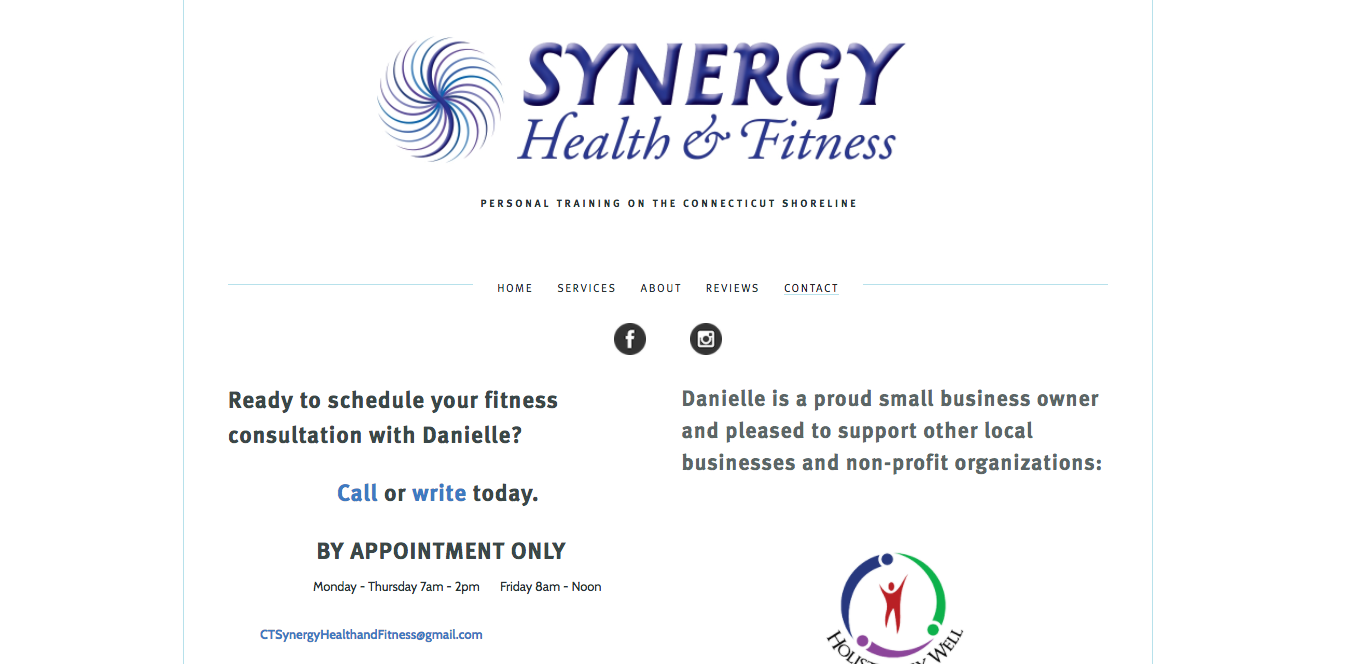 SYNERGY
Health & Fitness
PERSONAL TRAINING ON THE CONNECTICUT SHORELINE
HOME SERVICES ABOUT REVIEWS CONTACT
Ready to schedule your fitness
consultation with Danielle?
Call or write today.
BY APPOINTMENT ONLY
Monday - Thursday 7am - 2pm Friday 8am - Noon
CTSynergyHealthandFitness@gmail.com
Danielle is a proud small business owner
and pleased to support other local
businesses and non-profit organizations:
WELL